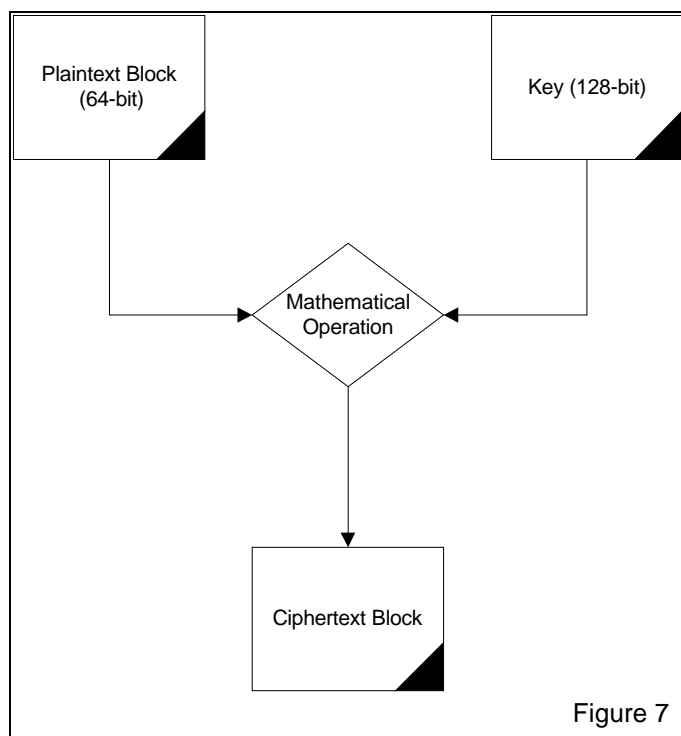 Plaintext Block
(64-bit)
Key (128-bit)
Mathematical
Operation
Ciphertext Block
Figure 7